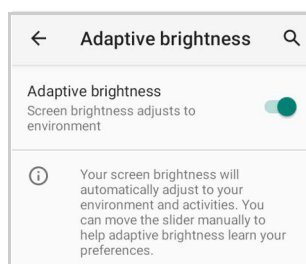 Adaptive brightness
Adaptive brightness
Screen brightness adjusts to
environment
Your screen brightness will
automatically adjust to your
environment and activities. You
can move the slider manually to
help adaptive brightness learn your
preferences.